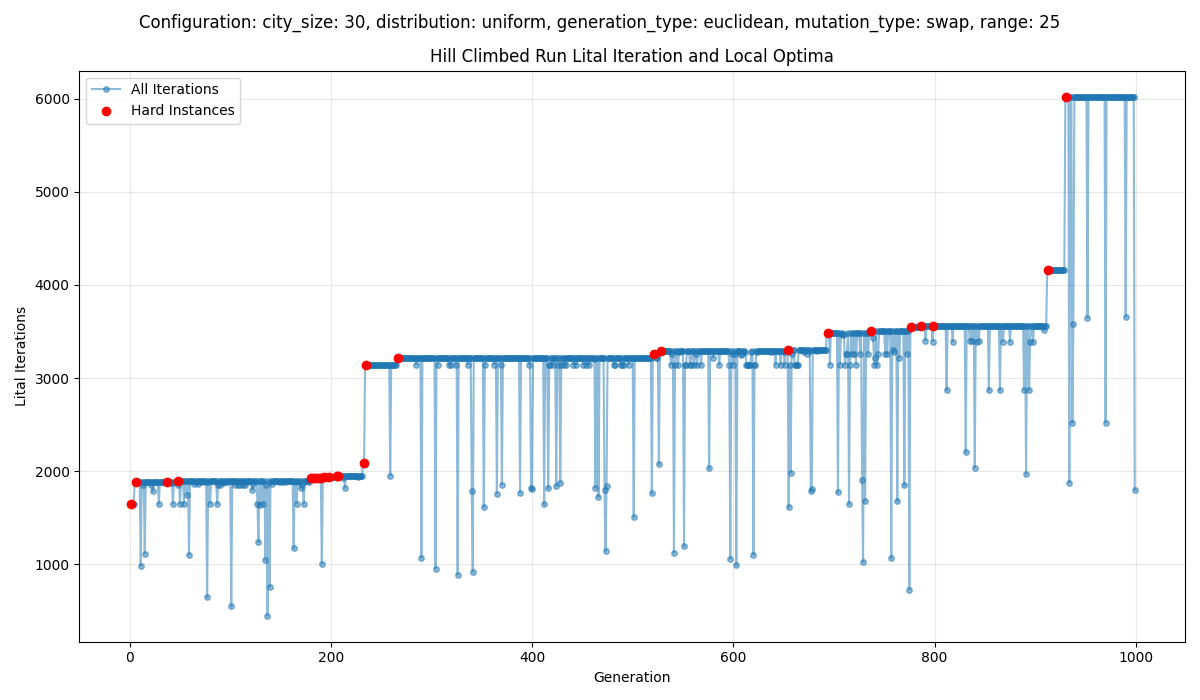 Configuration: city_size: 30, distribution: uniform, generation_type: euclidean, mutation_type: swap, range: 25
Hill Climbed Run Lital Iteration and Local Optima
All Iterations
Hard Instances
Lital Iterations
6000
5000
4000
3000
2000
1000
0
200
400
600
800
1000
Generation